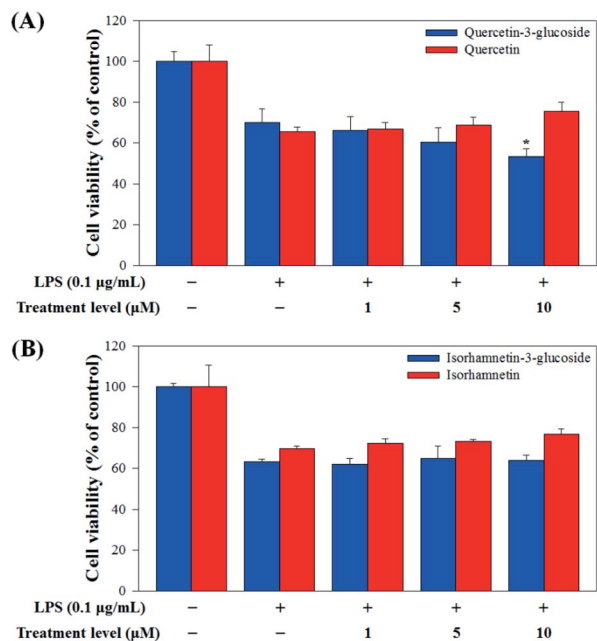 (A)
Cell viability (% of control)
120
100
80
60
40
20
0
Quercetin-3-glucoside
Quercetin
*
LPS (0.1 µg/mL) – + + + +
Treatment level (µM) – – 1 5 10
(B)
Cell viability (% of control)
120
100
80
60
40
20
0
Isorhamnetin-3-glucoside
Isorhamnetin
LPS (0.1 µg/mL) – + + + +
Treatment level (µM) – – 1 5 10